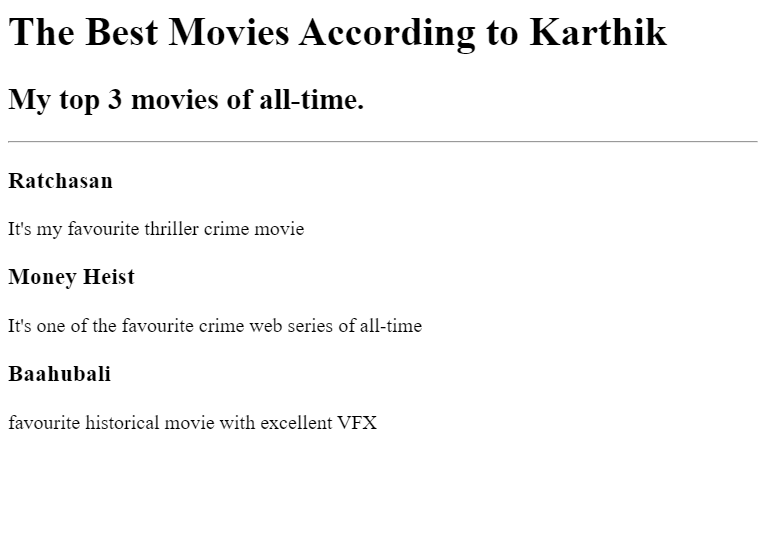 The Best Movies According to Karthik
My top 3 movies of all-time.
Ratchasan
It's my favourite thriller crime movie
Money Heist
It's one of the favourite crime web series of all-time
Baahubali
favourite historical movie with excellent VFX